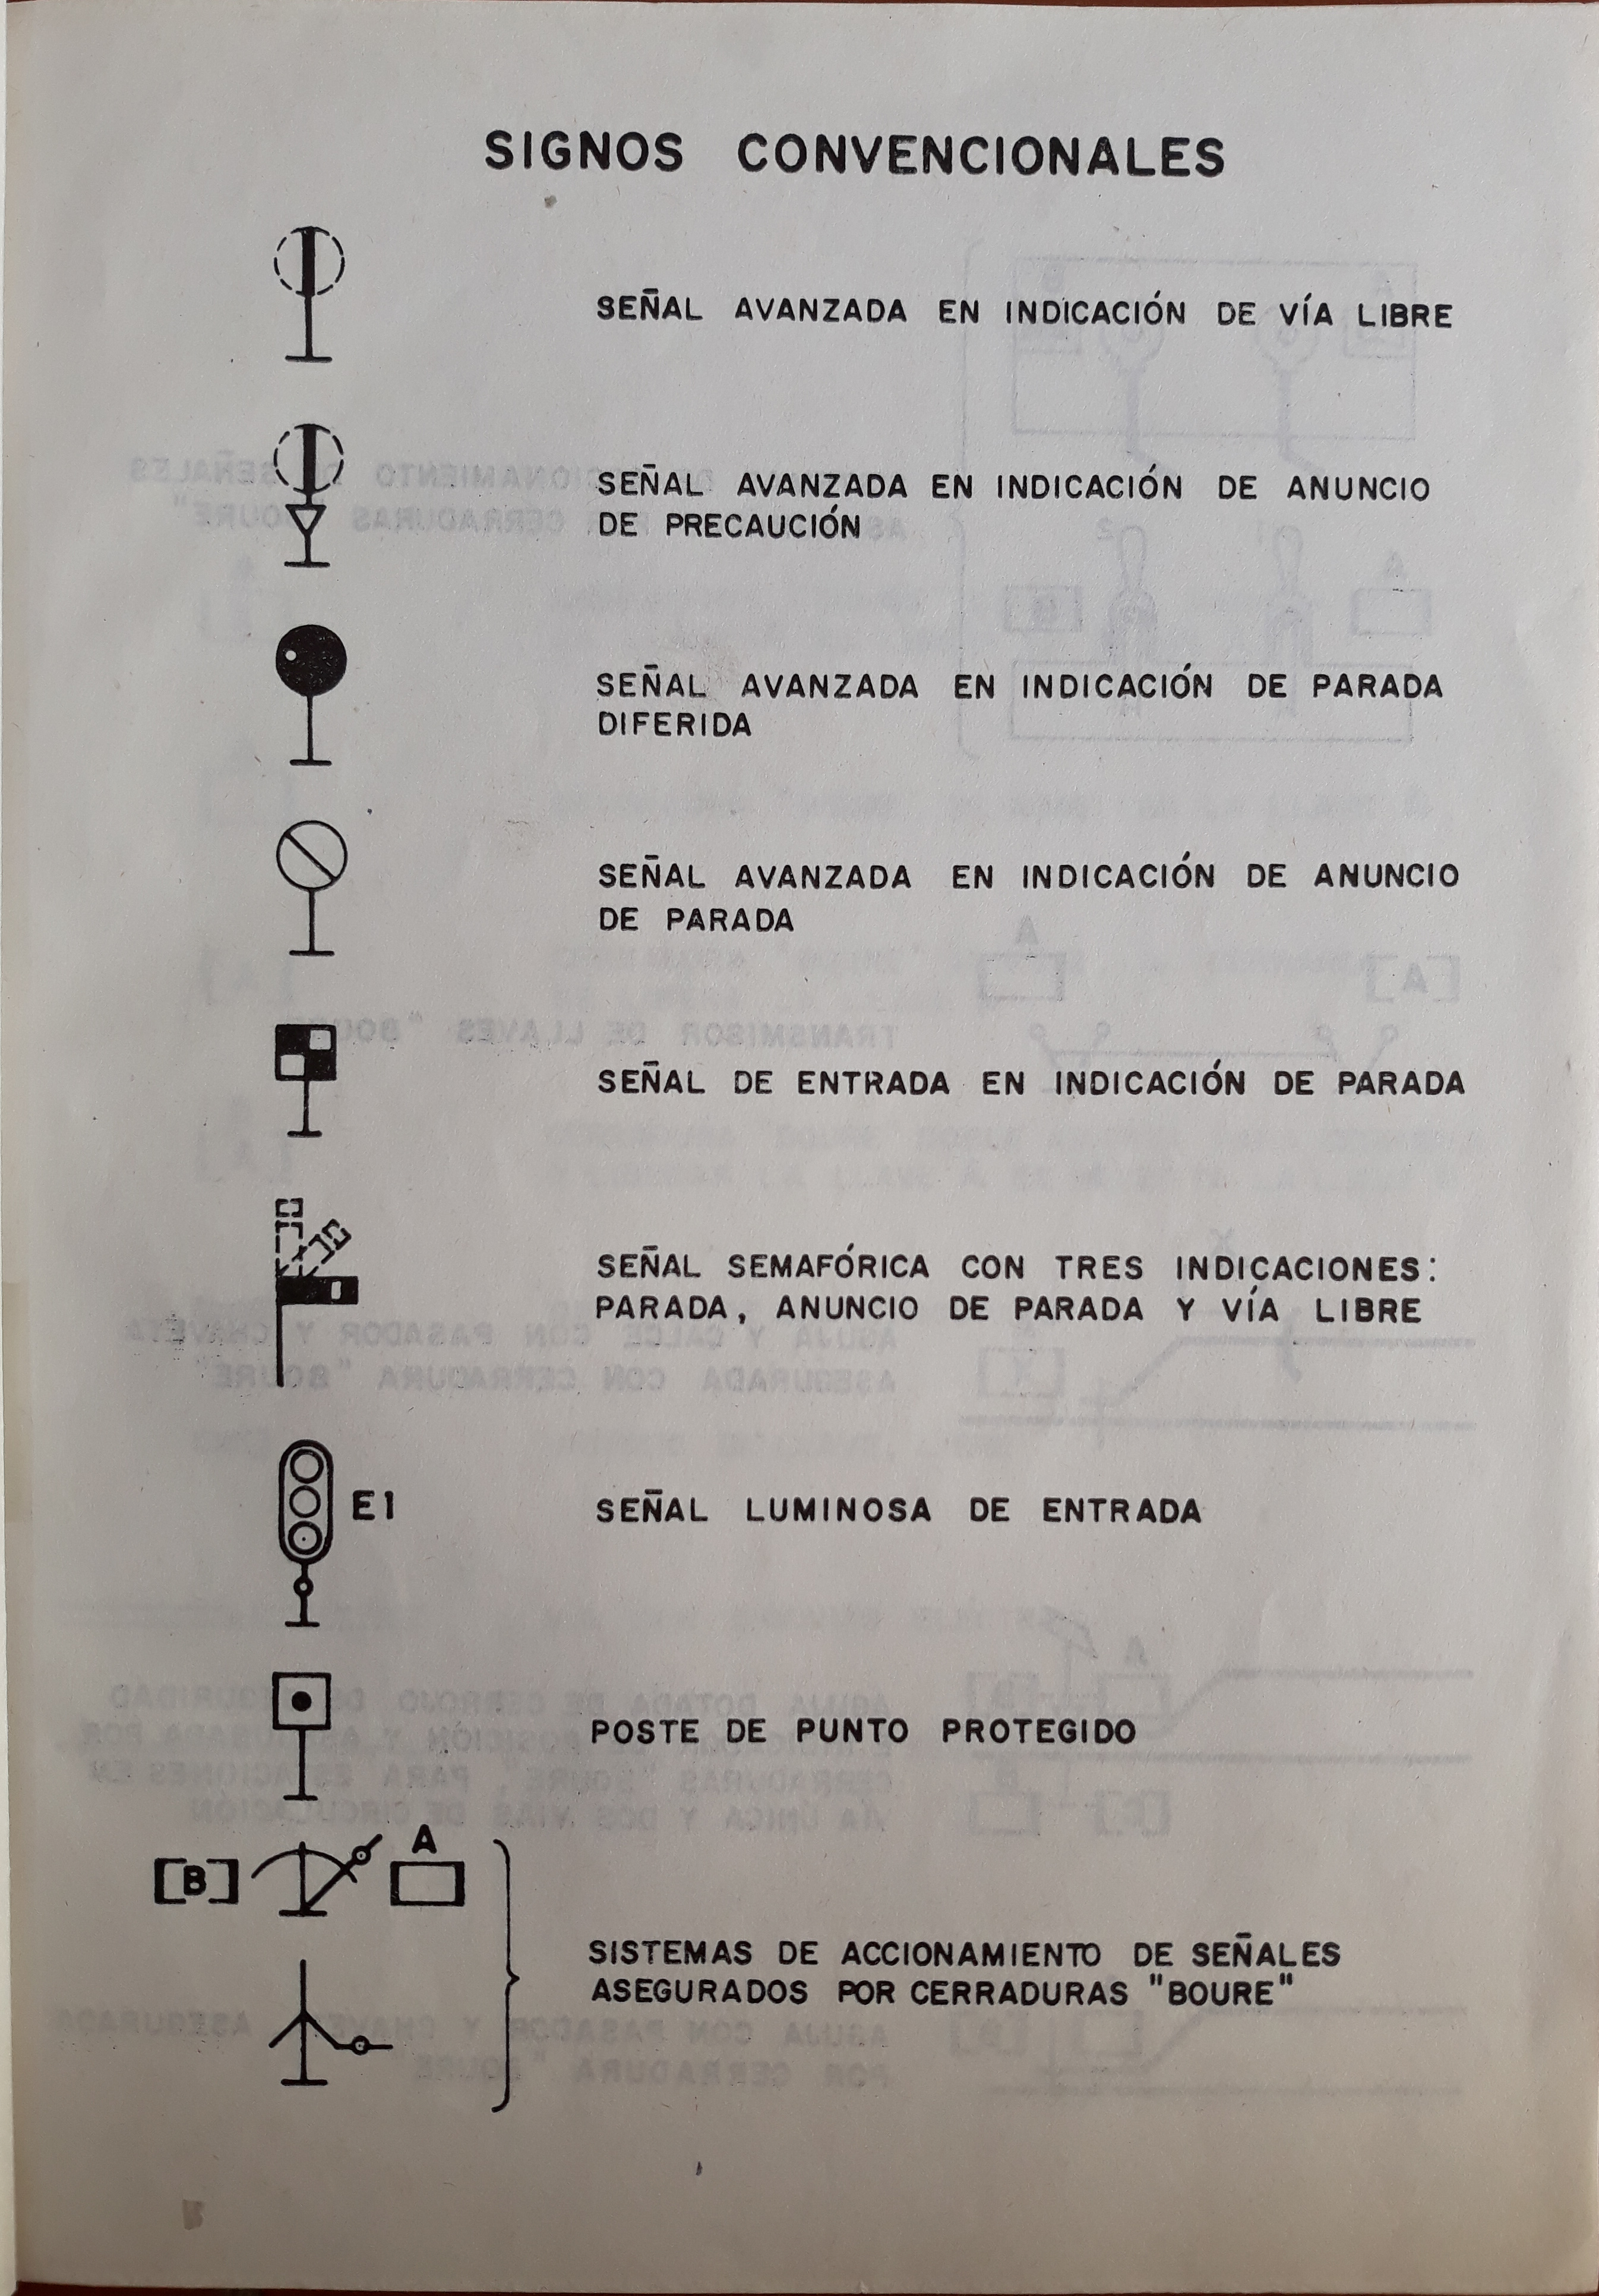 SIGNOS CONVENCIONALES
SEÑAL AVANZADA EN INDICACIÓN DE VÍA LIBRE
SEÑAL AVANZADA EN INDICACIÓN DE ANUNCIO
DE PRECAUCIÓN
SEÑAL AVANZADA EN INDICACIÓN DE PARADA
DIFERIDA
SEÑAL AVANZADA EN INDICACIÓN DE ANUNCIO
DE PARADA
SEÑAL DE ENTRADA EN INDICACIÓN DE PARADA
SEÑAL SEMAFÓRICA CON TRES INDICACIONES:
PARADA, ANUNCIO DE PARADA Y VÍA LIBRE
E1
SEÑAL LUMINOSA DE ENTRADA
POSTE DE PUNTO PROTEGIDO
A
[B]
SISTEMAS DE ACCIONAMIENTO DE SEÑALES
ASEGURADOS POR CERRADURAS "BOURE"